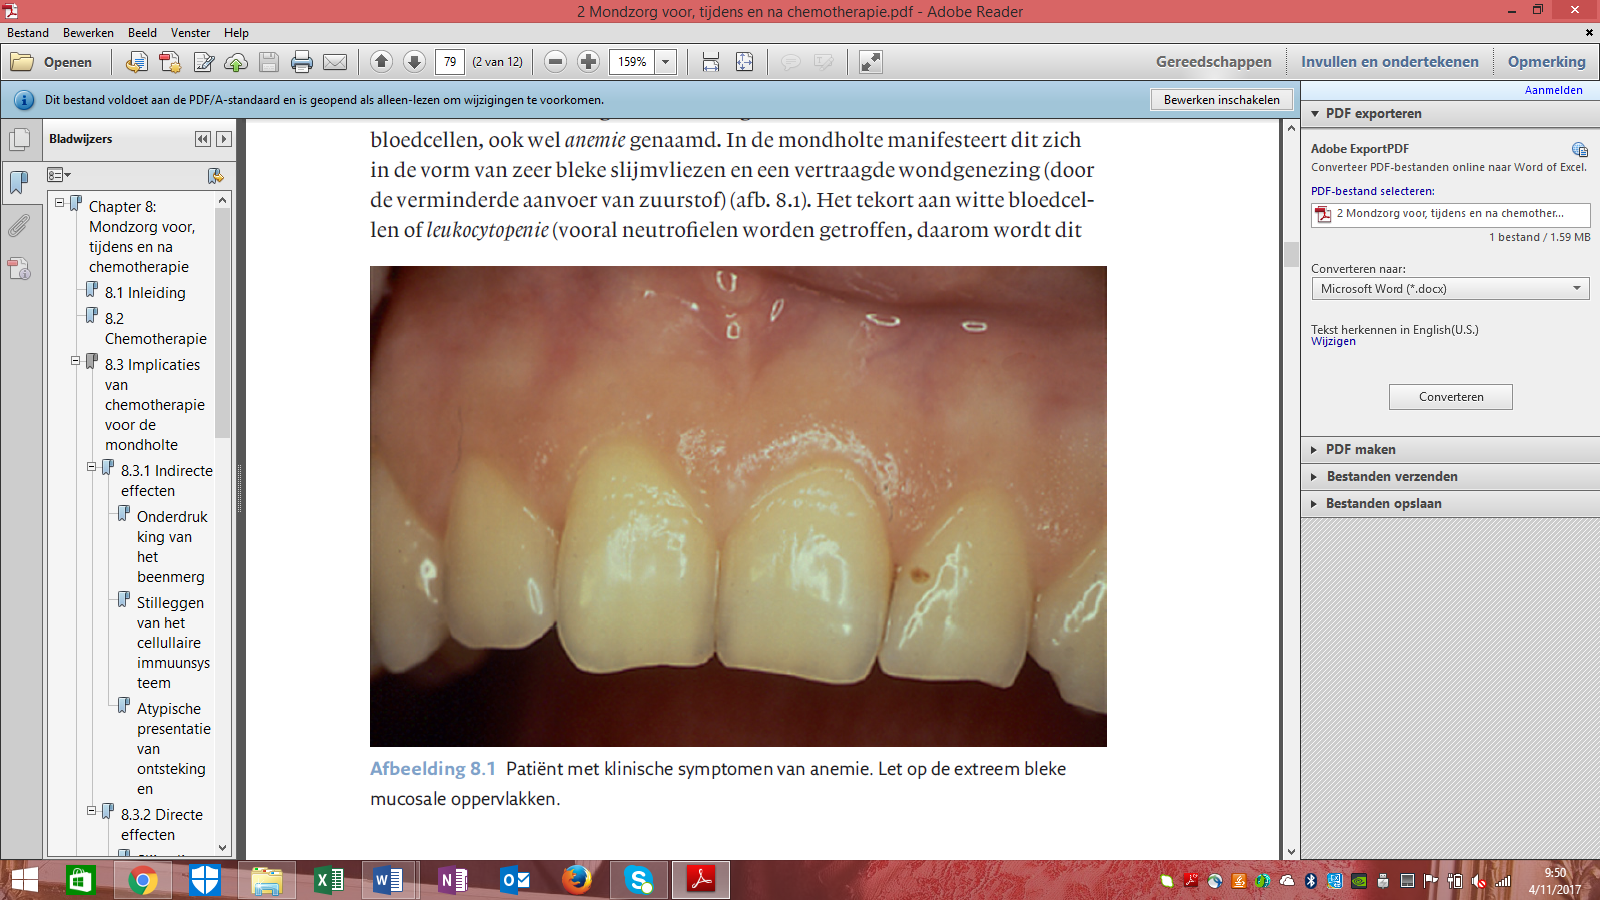 2 Mondzorg voor, tijdens en na chemotherapie.pdf - Adobe Reader
Bestand Bewerken Beeld Venster Help
Openen 79 (2 van 12) 159% Gereedschappen Invullen en ondertekenen Opmerking
Dit bestand voldoet aan de PDF/A-standaard en is geopend als alleen-lezen om wijzigingen te voorkomen. Bewerken inschakelen
Bladwijzers
Chapter 8:
Mondzorg voor,
tijdens en na
chemotherapie
8.1 Inleiding
8.2
Chemotherapie
8.3 Implicaties
van
chemotherapie
voor de
mondholte
8.3.1 Indirecte
effecten
Onderdruk
king van
het
beenmerg
Stilleggen
van het
cellullaire
immuunsys
teem
Atypische
presentatie
van
ontsteking
en
8.3.2 Directe
effecten
bloedcellen, ook wel anemie genaamd. In de mondholte manifesteert dit zich
in de vorm van zeer bleke slijmvliezen en een vertraagde wondgenezing (door
de verminderde aanvoer van zuurstof) (afb. 8.1). Het tekort aan witte bloedcel-
len of leukocytopenie (vooral neutrofielen worden getroffen, daarom wordt dit
Afbeelding 8.1 Patiënt met klinische symptomen van anemie. Let op de extreem bleke
mucosale oppervlakken.
Aanmelden
PDF exporteren
Adobe ExportPDF
Converteer PDF-bestanden online naar Word of Excel.
PDF-bestand selecteren:
2 Mondzorg voor, tijdens en na chemother...
1 bestand / 1.59 MB
Converteren naar:
Microsoft Word (*.docx)
Tekst herkennen in English(U.S.)
Wijzigen
Converteren
PDF maken
Bestanden verzenden
Bestanden opslaan
9:50
4/11/2017